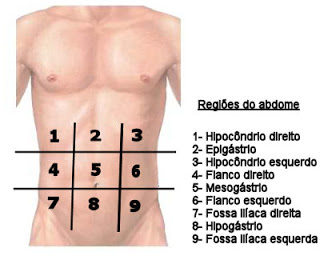 1 2 3
4 5 6
7 8 9
Regiões do abdome
1- Hipocôndrio direito
2- Epigástrio
3- Hipocôndrio esquerdo
4- Flanco direito
5- Mesogástrio
6- Flanco esquerdo
7- Fossa Ilíaca direita
8- Hipogástrio
9- Fossa Ilíaca esquerda